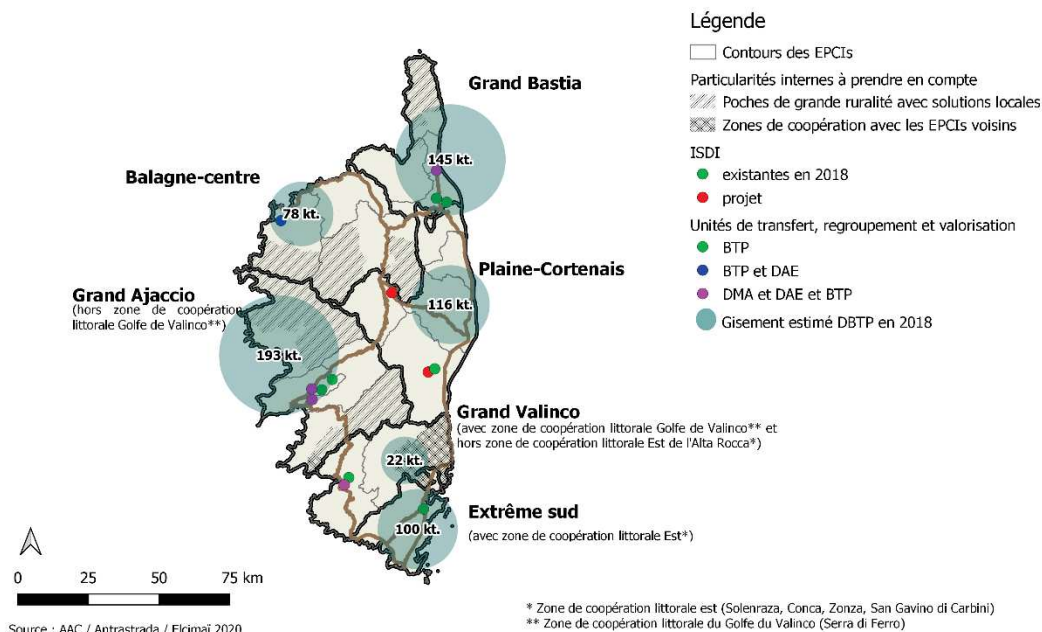 Légende
Contours des EPCIs
Particularités internes à prendre en compte
Poches de grande ruralité avec solutions locales
Zones de coopération avec les EPCIs voisins
ISDI
existantes en 2018
projet
Unités de transfert, regroupement et valorisation
BTP
BTP et DAE
DMA et DAE et BTP
Gisement estimé DBTP en 2018
Grand Bastia
145 kt.
Balagne-centre
78 kt.
Plaine-Cortenais
116 kt.
Grand Ajaccio
(hors zone de coopération
littorale Golfe de Valinco**)
193 kt.
Grand Valinco
(avec zone de coopération littorale Golfe de Valinco** et
hors zone de coopération littorale Est de l'Alta Rocca*)
22 kt.
Extrême sud
(avec zone de coopération littorale Est*)
100 kt.
0 25 50 75 km
* Zone de coopération littorale est (Solenraza, Conca, Zonza, San Gavino di Carbini)
** Zone de coopération littorale du Golfe du Valinco (Serra di Ferro)
Source : AAC / Antrastrada / Elcimaï 2020